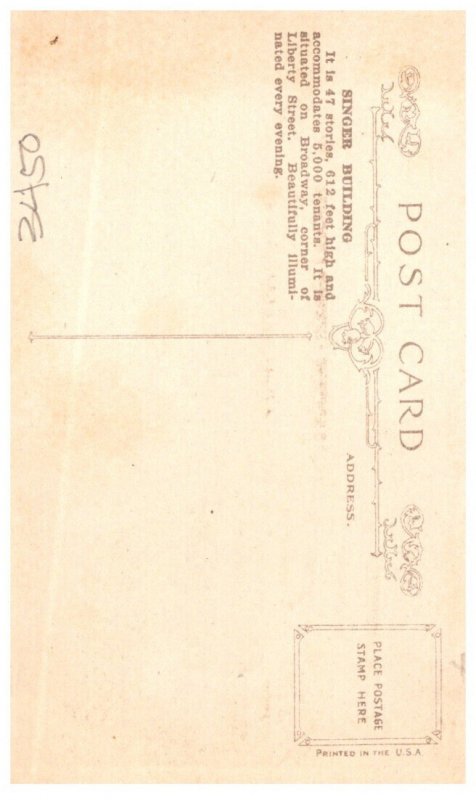 POST CARD
SINGER BUILDING
It is 47 stories, 612 feet high and
accommodates 5,000 tenants. It is
situated on Broadway, corner of
Liberty Street. Beautifully illumi-
nated every evening.
ADDRESS.
PLACE POSTAGE
STAMP HERE
PRINTED IN THE U.S.A